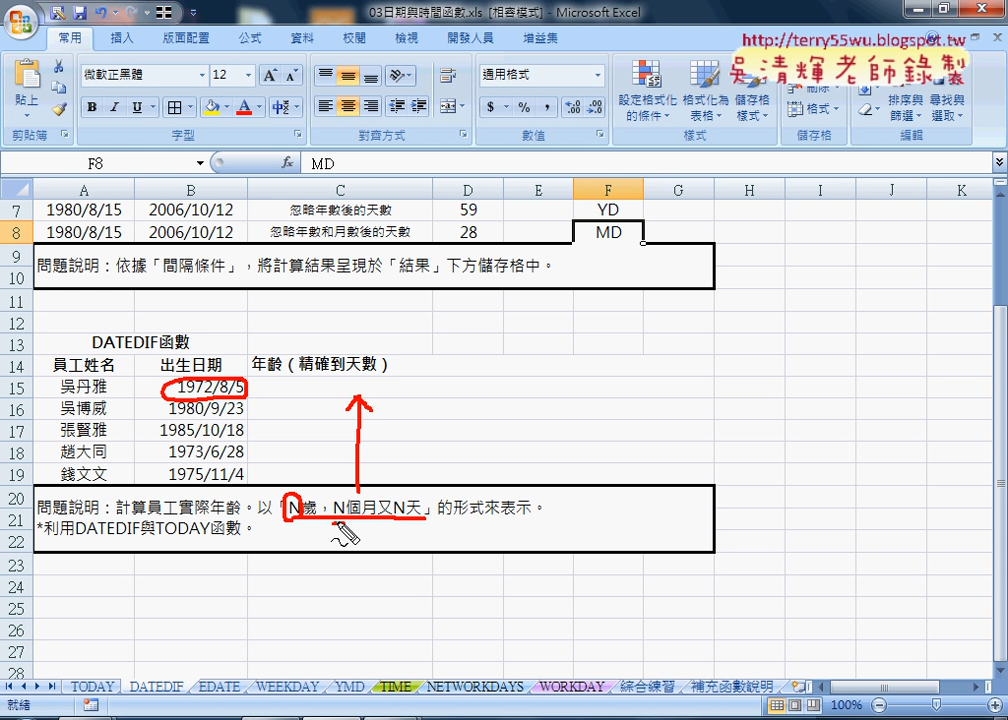 03日期與時間函數.xls [相容模式] - Microsoft Excel
常用 插入 版面配置 公式 資料 校閱 檢視 開發人員 增益集
http://terry55wu.blogspot.tw
吳清輝老師錄製
貼上 微軟正黑體 12 通用格式
B I U
$ % ,
設定格式化的條件 格式化為表格 儲存格樣式 刪除 格式 排序與篩選 尋找與選取
剪貼簿 字型 對齊方式 數值 樣式 儲存格 編輯
F8 fx MD
A B C D E F G H I J K
7 1980/8/15 2006/10/12 忽略年數後的天數 59 YD
8 1980/8/15 2006/10/12 忽略年數和月數後的天數 28 MD
9
問題說明：依據「間隔條件」，將計算結果呈現於「結果」下方儲存格中。
10
11
12
13 DATEDIF函數
14 員工姓名 出生日期 年齡（精確到天數）
15 吳丹雅 1972/8/5
16 吳博威 1980/9/23
17 張賢雅 1985/10/18
18 趙大同 1973/6/28
19 錢文文 1975/11/4
20 問題說明：計算員工實際年齡。以「N歲，N個月又N天」的形式來表示。
21 *利用DATEDIF與TODAY函數。
22
23
24
25
26
27
28
TODAY DATEDIF EDATE WEEKDAY YMD TIME NETWORKDAYS WORKDAY 綜合練習 補充函數說明
就緒 100%